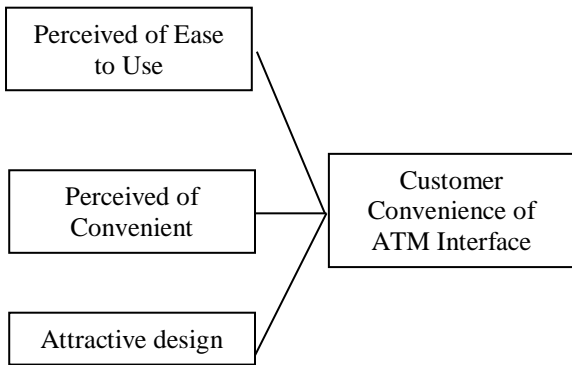 Perceived of Ease
to Use
Perceived of
Convenient
Attractive design
Customer
Convenience of
ATM Interface